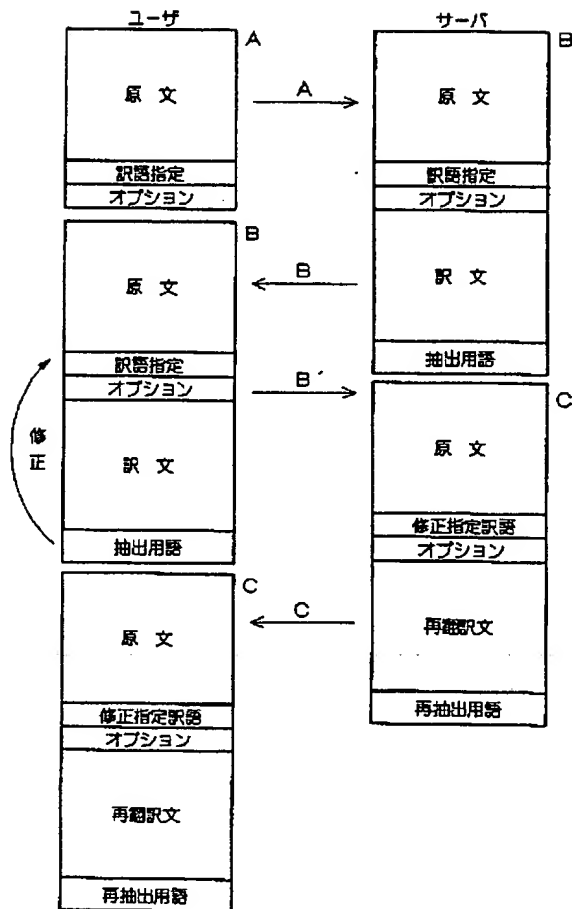 ユーザ
A
原 文
訳語指定
オプション
B
原 文
訳語指定
オプション
訳 文
抽出用語
修正
C
原 文
修正指定訳語
オプション
再翻訳文
再抽出用語
A
B
B´
C
サーバ
B
原 文
訳語指定
オプション
訳 文
抽出用語
C
原 文
修正指定訳語
オプション
再翻訳文
再抽出用語